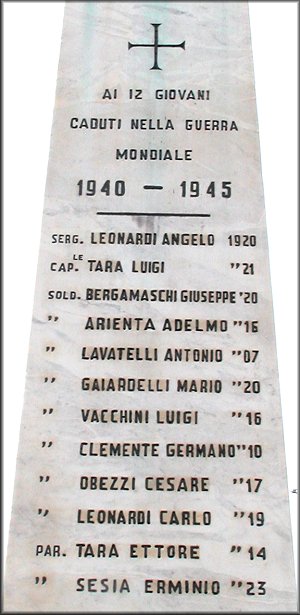 AI 12 GIOVANI
CADUTI NELLA GUERRA
MONDIALE
1940 — 1945
SERG. LEONARDI ANGELO 1920
CAP.LE TARA LUIGI "21
SOLD. BERGAMASCHI GIUSEPPE '20
" ARIENTA ADELMO "16
" LAVATELLI ANTONIO "07
" GAIARDELLI MARIO "20
" VACCHINI LUIGI "16
" CLEMENTE GERMANO "10
" OBEZZI CESARE "17
" LEONARDI CARLO "19
PAR. TARA ETTORE "14
" SESIA ERMINIO "23